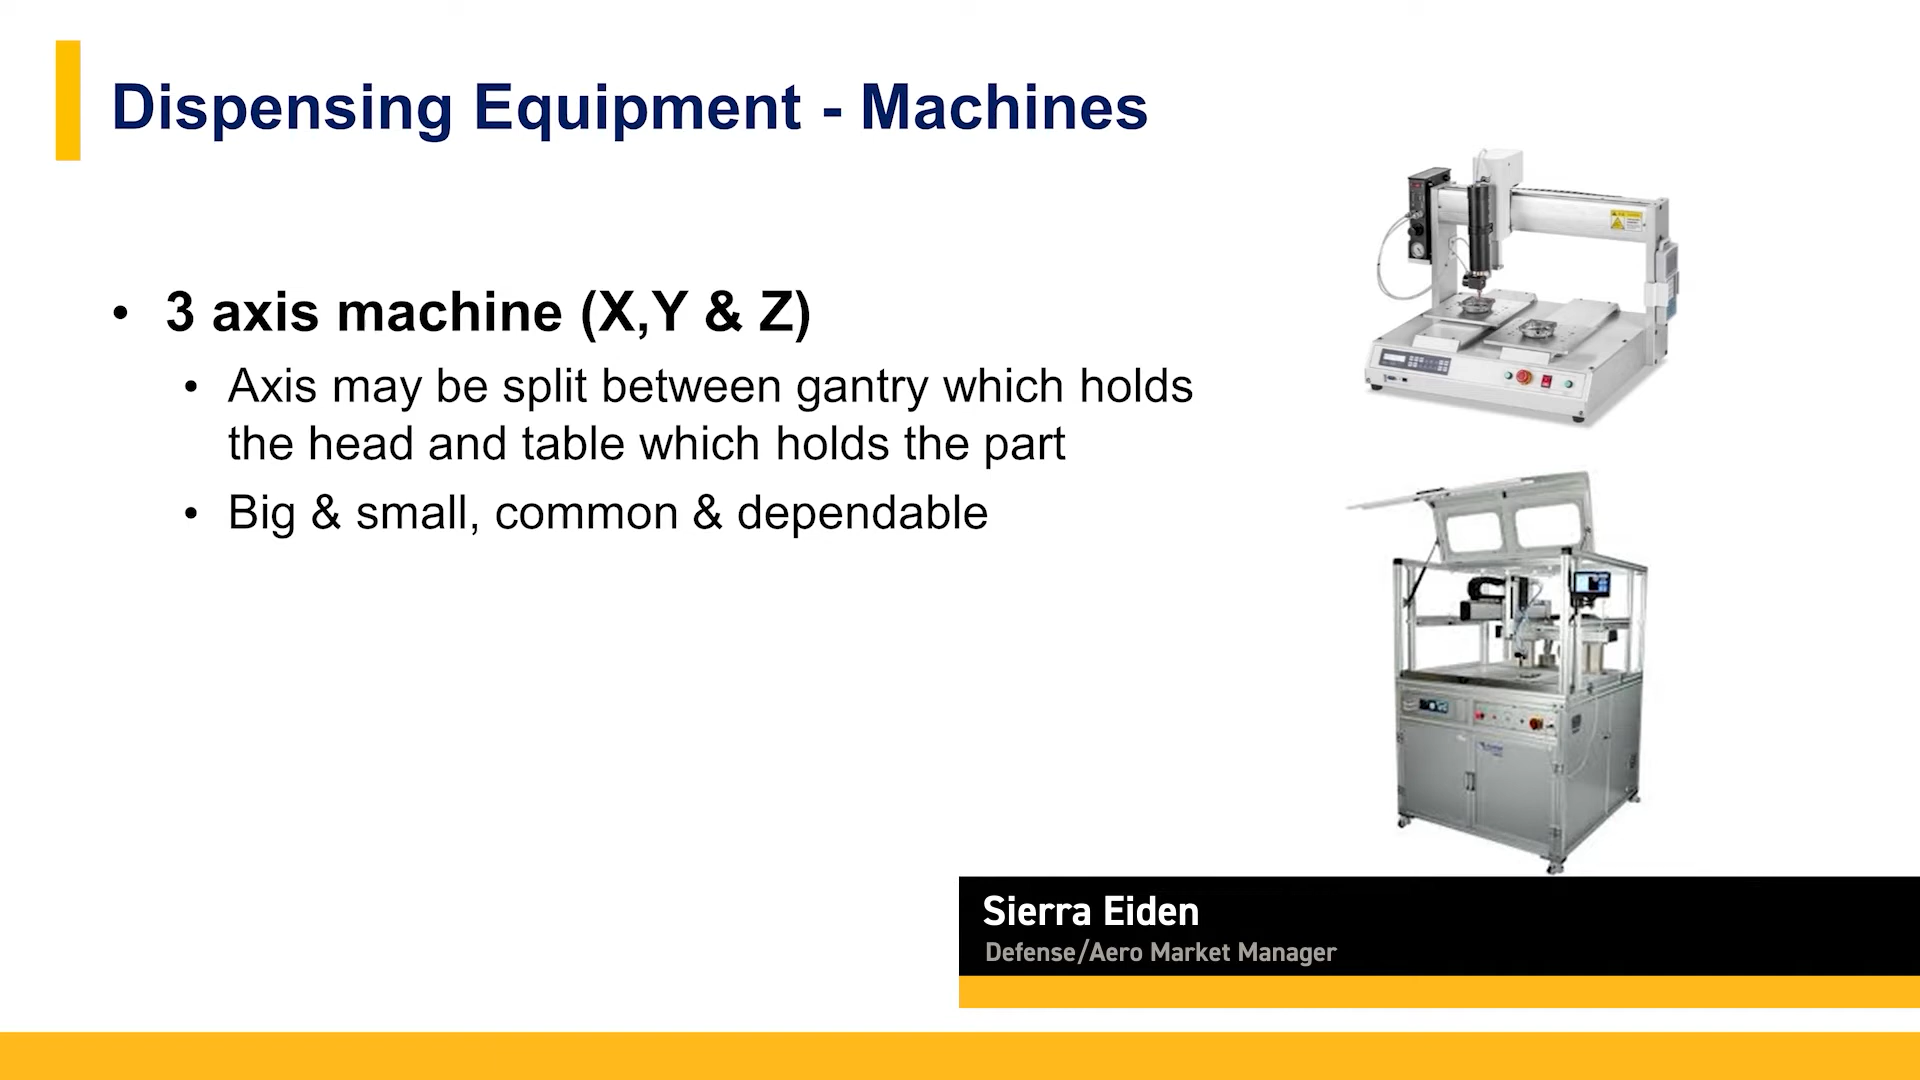 Dispensing Equipment - Machines
• 3 axis machine (X,Y & Z)
• Axis may be split between gantry which holds
the head and table which holds the part
• Big & small, common & dependable
Sierra Eiden
Defense/Aero Market Manager